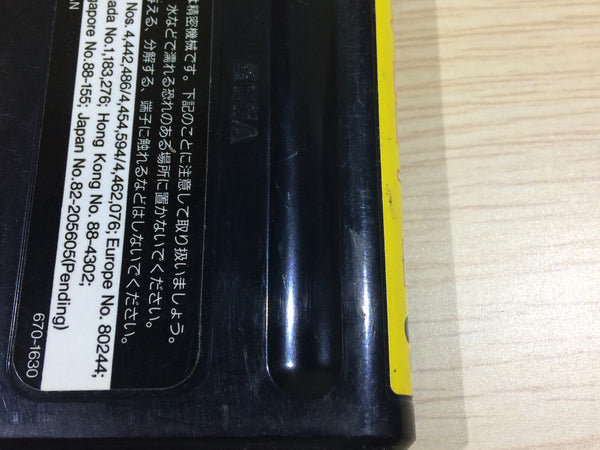 SEGA
精密機械です。下記のことに注意して取り扱いましょう。
水などで濡れる恐れのある場所に置かないでください。
える、分解する、端子に触れるなどはしないでください。
Nos. 4,442,486/4,454,594/4,462,076; Europe No. 80244;
ada No.1,183,276; Hong Kong No. 88-4302;
gapore No.88-155; Japan No.82-205605(Pending)
AN
670-1630